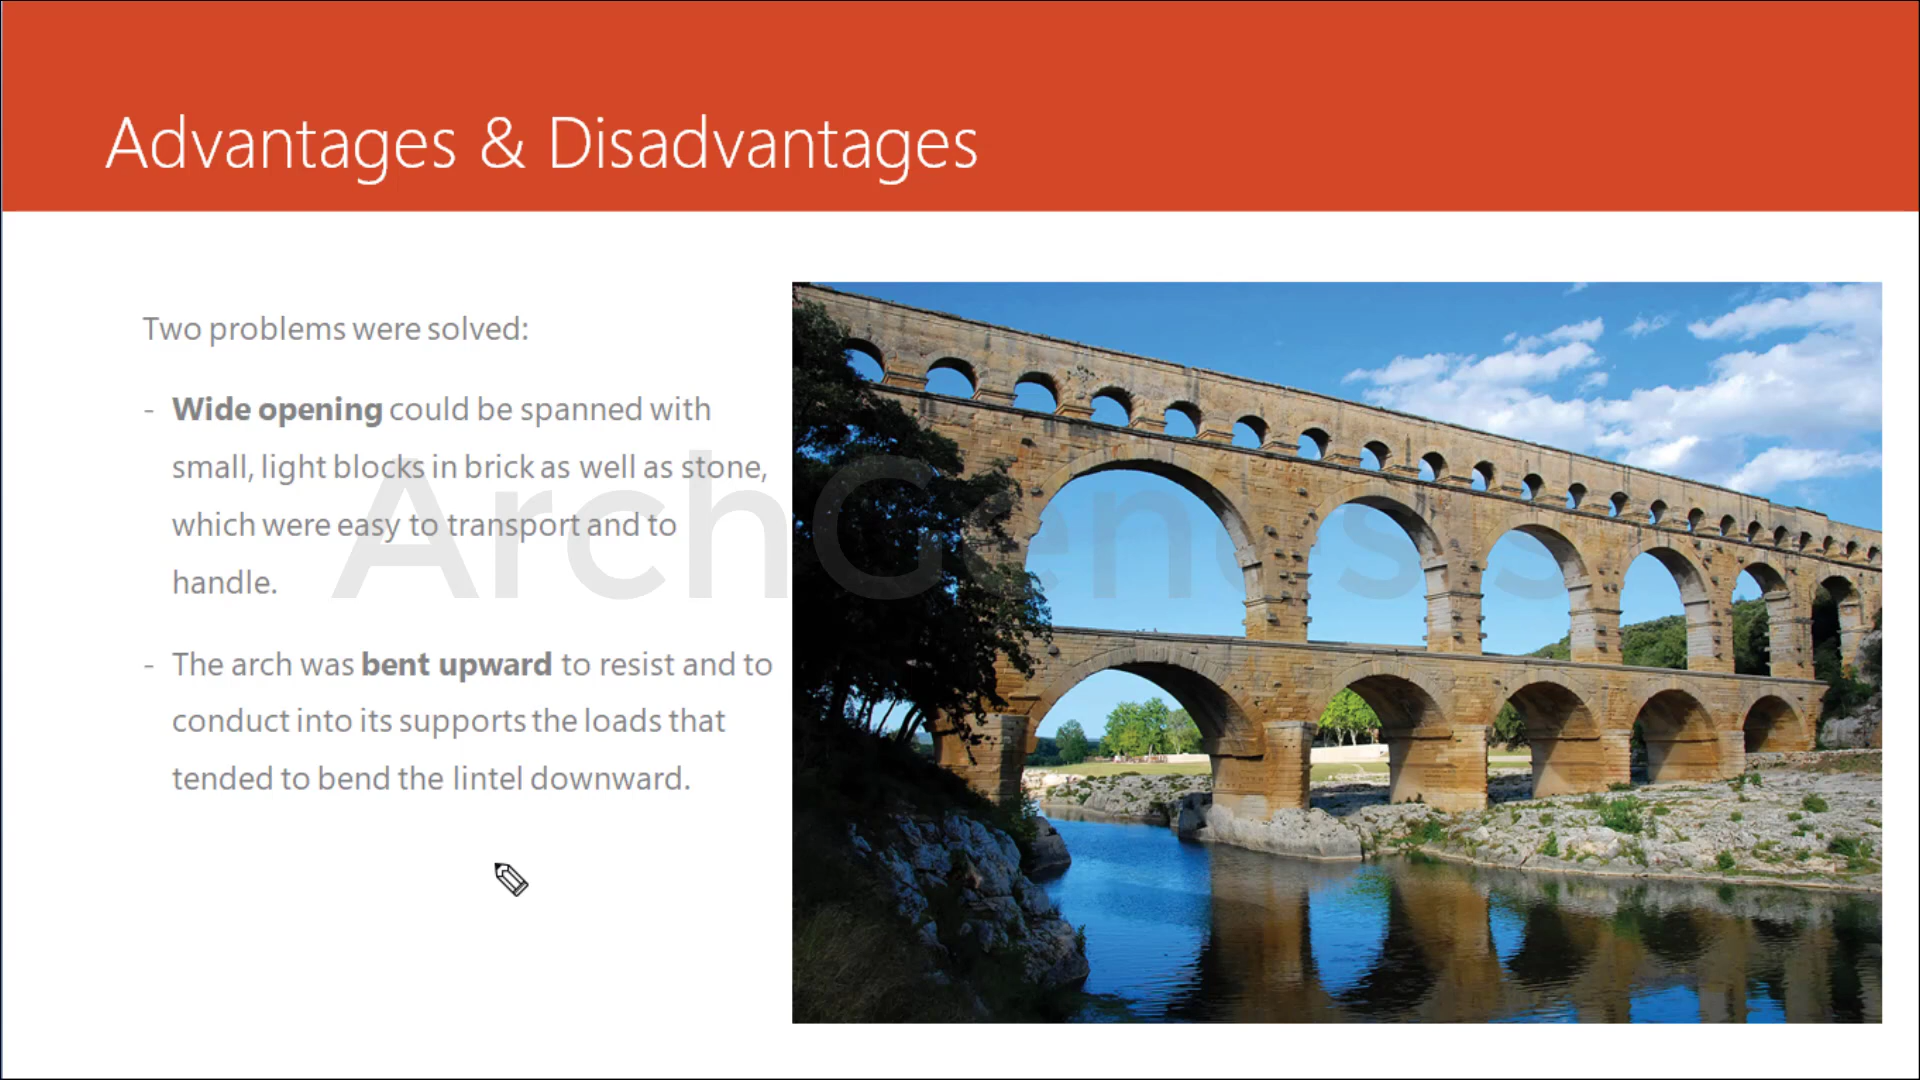 Advantages & Disadvantages
Two problems were solved:
- Wide opening could be spanned with
small, light blocks in brick as well as stone,
which were easy to transport and to
handle.
- The arch was bent upward to resist and to
conduct into its supports the loads that
tended to bend the lintel downward.
ArchGenesis